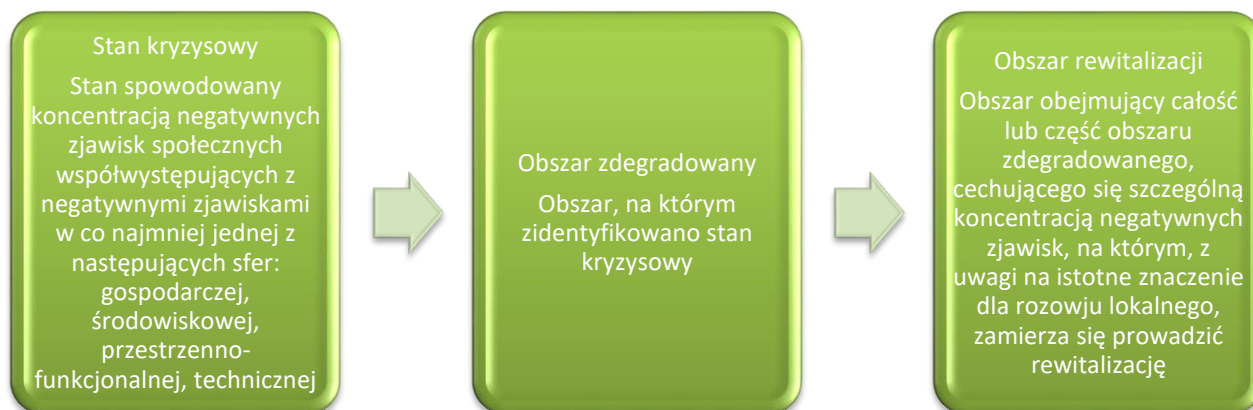 Stan kryzysowy
Stan spowodowany
koncentracją negatywnych
zjawisk społecznych
współwystępujących z
negatywnymi zjawiskami
w co najmniej jednej z
następujących sfer:
gospodarczej,
środowiskowej,
przestrzenno-
funkcjonalnej, technicznej
Obszar zdegradowany
Obszar, na którym
zidentyfikowano stan
kryzysowy
Obszar rewitalizacji
Obszar obejmujący całość
lub część obszaru
zdegradowanego,
cechującego się szczególną
koncentracją negatywnych
zjawisk, na którym, z
uwagi na istotne znaczenie
dla rozowju lokalnego,
zamierza się prowadzić
rewitalizację